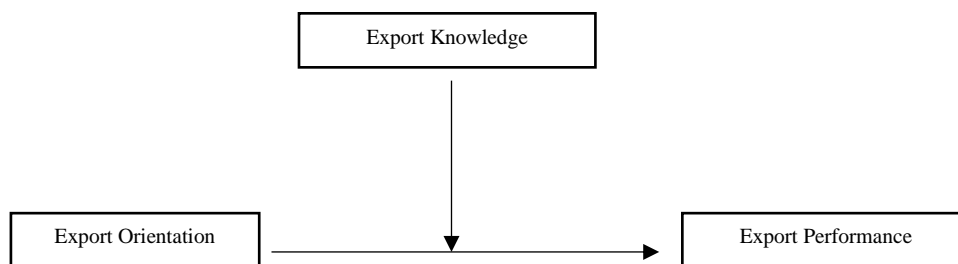 Export Knowledge
Export Orientation
Export Performance